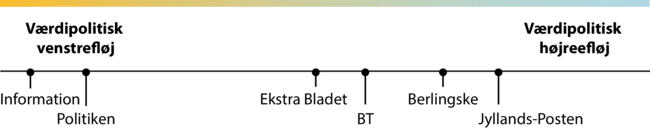 Værdipolitisk
venstrefløj
Værdipolitisk
højreefløj
Information
Politiken
Ekstra Bladet
BT
Berlingske
Jyllands-Posten